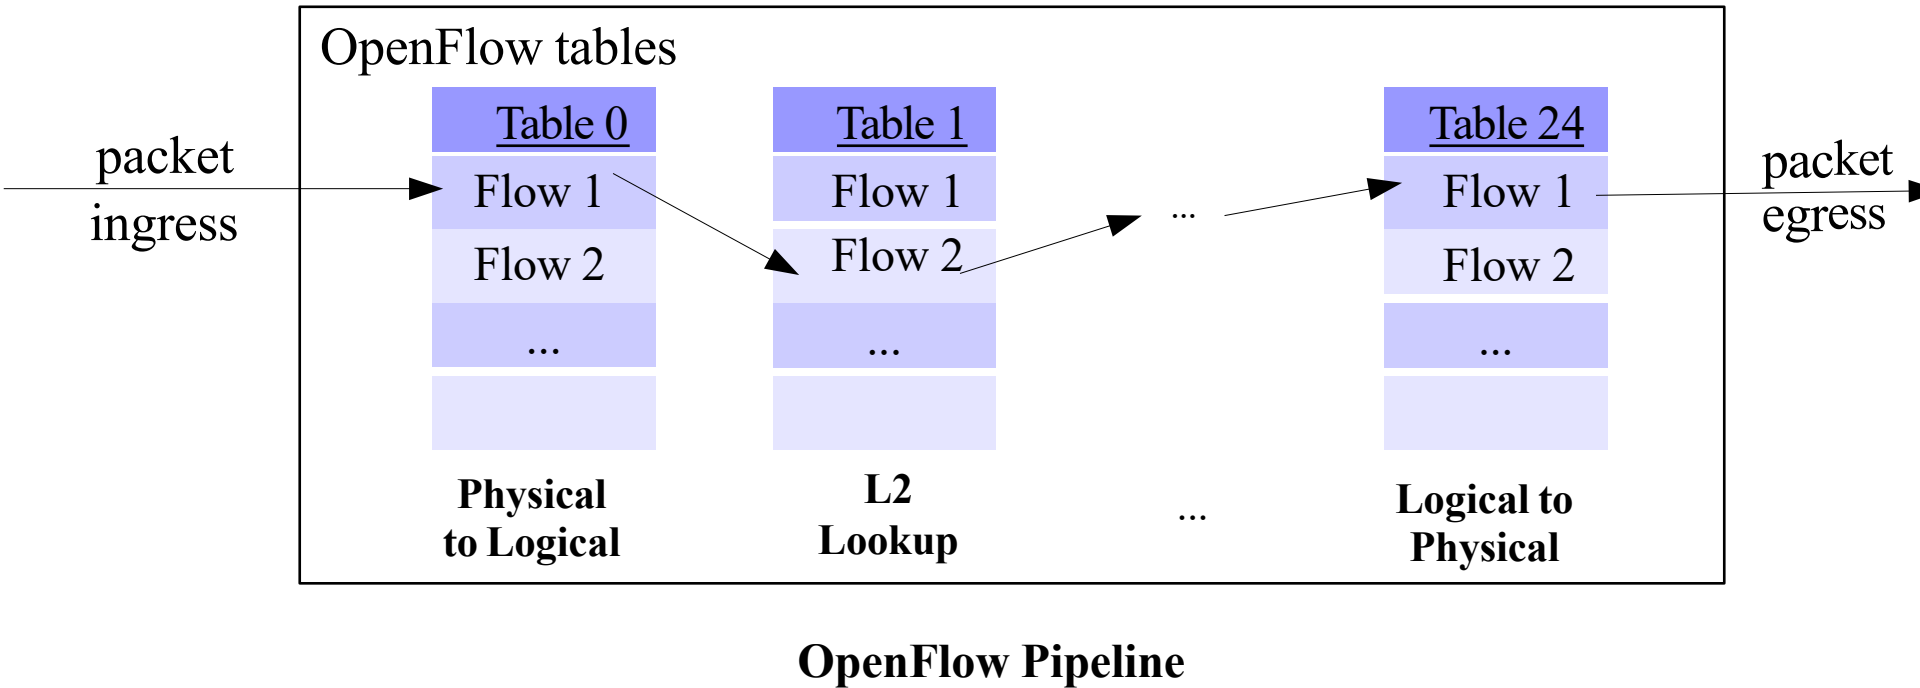 OpenFlow tables
packet
ingress
Table 0
Flow 1
Flow 2
...
Physical
to Logical
Table 1
Flow 1
Flow 2
...
L2
Lookup
...
...
Table 24
Flow 1
Flow 2
...
Logical to
Physical
packet
egress
OpenFlow Pipeline